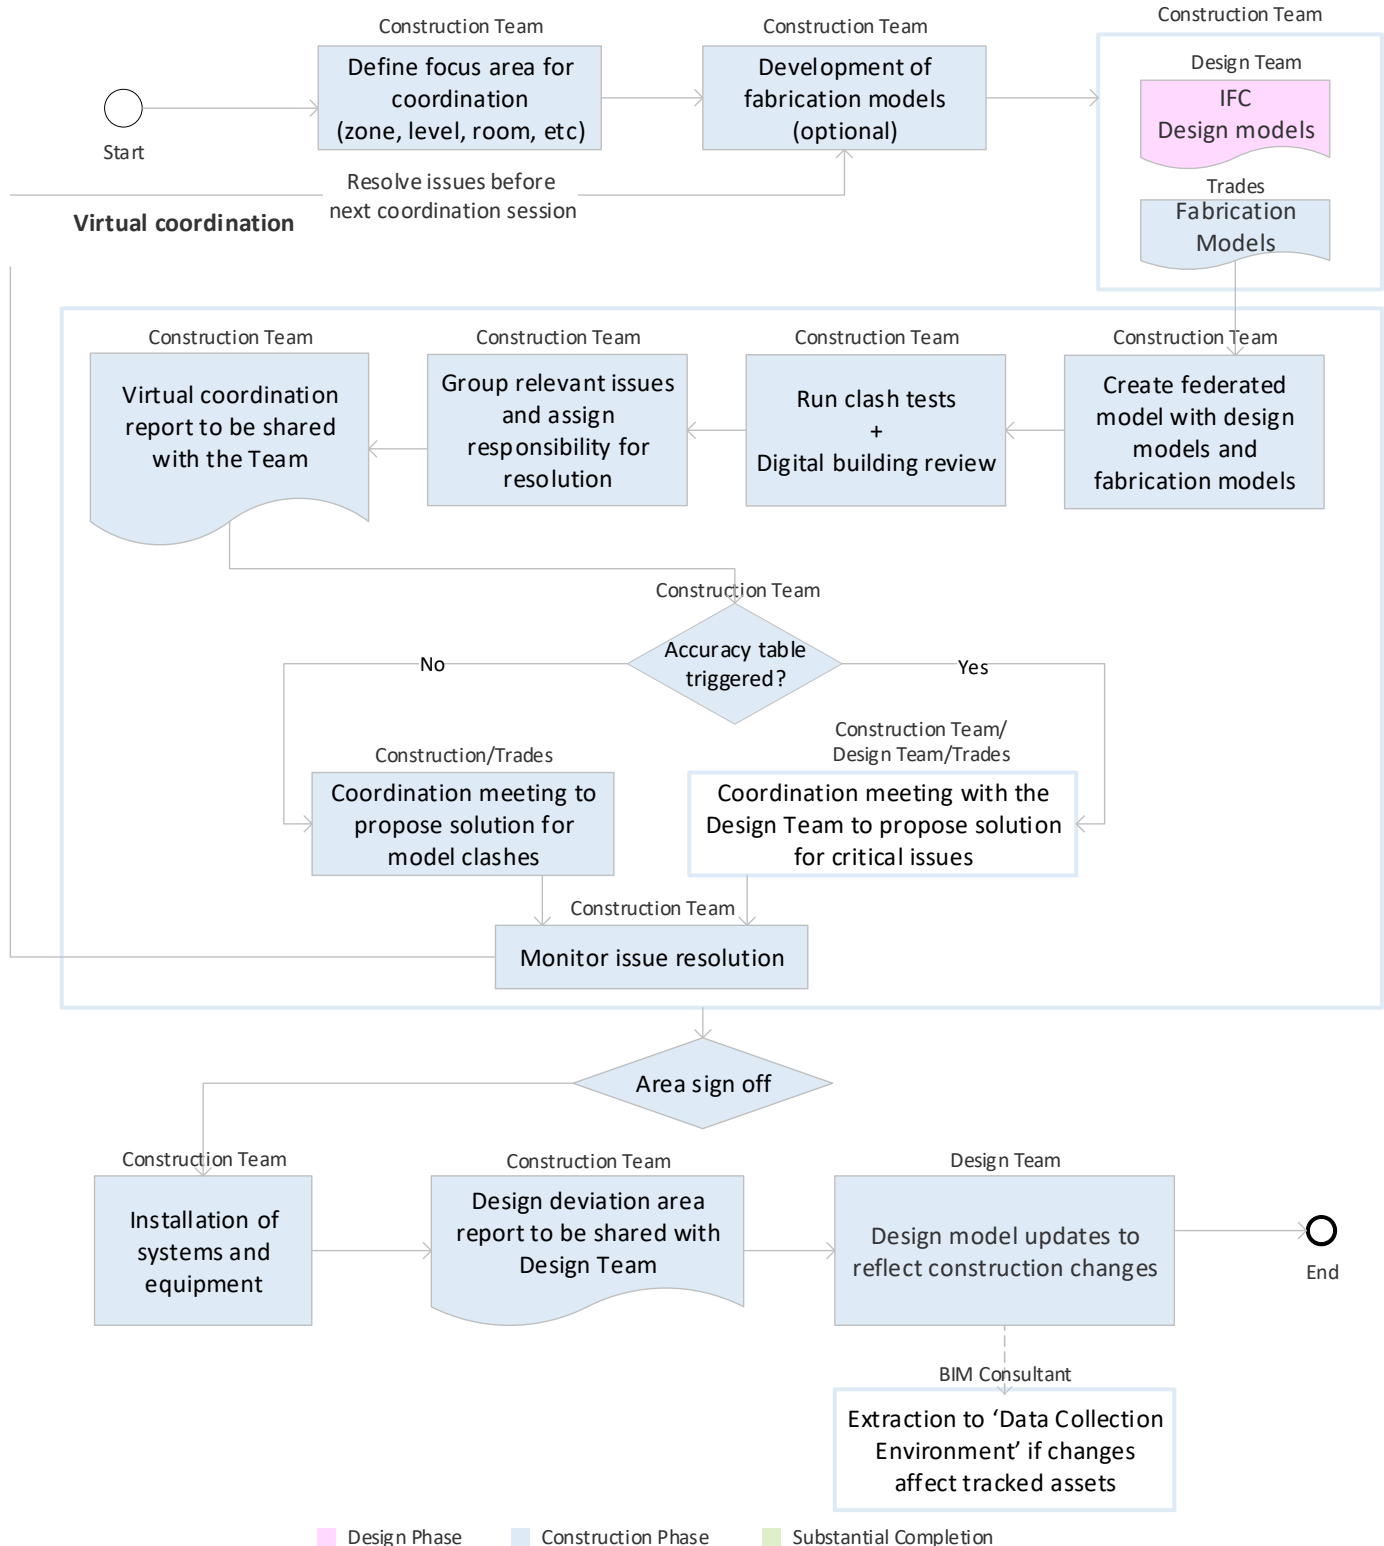 Construction Team
Define focus area for
coordination
(zone, level, room, etc)
Construction Team
Development of
fabrication models
(optional)
Construction Team
Design Team
IFC
Design models
Trades
Fabrication
Models
Start
Resolve issues before
next coordination session
Virtual coordination
Construction Team
Virtual coordination
report to be shared
with the Team
Construction Team
Group relevant issues
and assign
responsibility for
resolution
Construction Team
Run clash tests
+
Digital building review
Construction Team
Create federated
model with design
models and
fabrication models
Construction Team
Accuracy table
triggered?
No
Yes
Construction/Trades
Coordination meeting to
propose solution for
model clashes
Construction Team/
Design Team/Trades
Coordination meeting with the
Design Team to propose solution
for critical issues
Construction Team
Monitor issue resolution
Area sign off
Construction Team
Installation of
systems and
equipment
Construction Team
Design deviation area
report to be shared with
Design Team
Design Team
Design model updates to
reflect construction changes
End
BIM Consultant
Extraction to ‘Data Collection
Environment’ if changes
affect tracked assets
Design Phase
Construction Phase
Substantial Completion